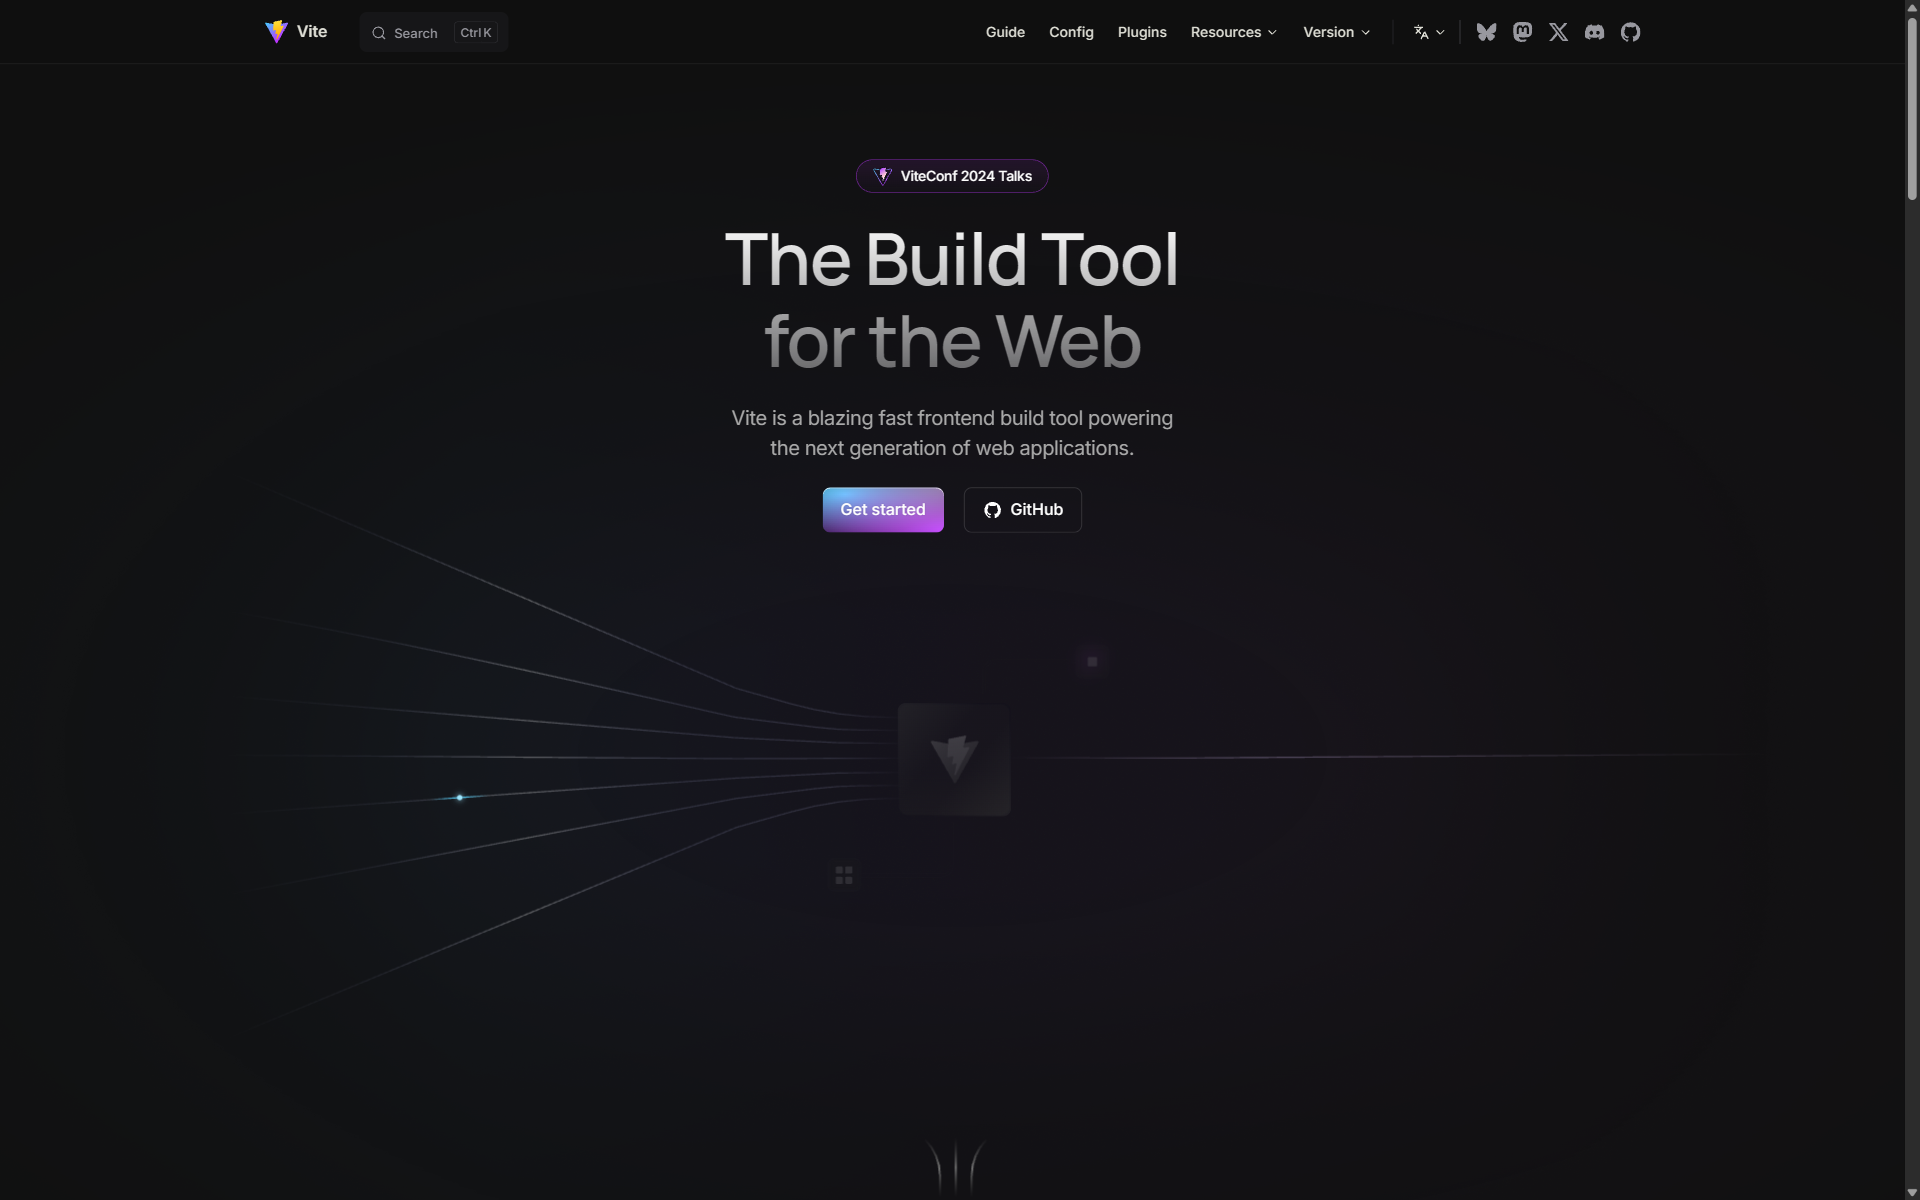 Vite
Search
Ctrl K
Guide
Config
Plugins
Resources
Version
ViteConf 2024 Talks
The Build Tool
for the Web
Vite is a blazing fast frontend build tool powering
the next generation of web applications.
Get started
GitHub